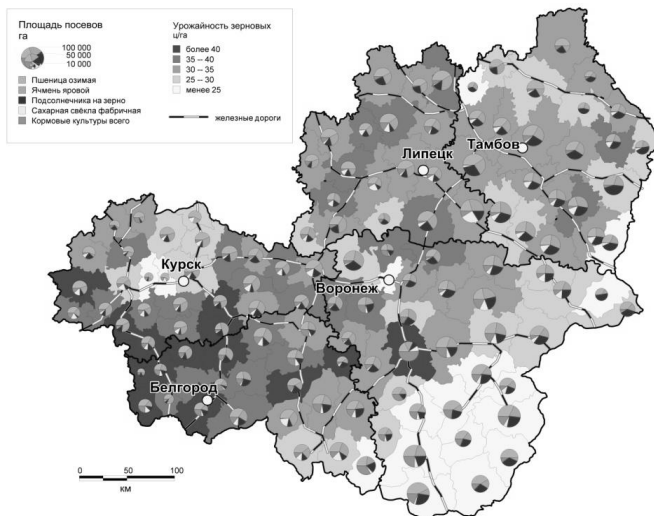 Площадь посевов
га
100 000
50 000
10 000
Пшеница озимая
Ячмень яровой
Подсолнечника на зерно
Сахарная свёкла фабричная
Кормовые культуры всего
Урожайность зерновых
ц/га
более 40
35 – 40
30 – 35
25 – 30
менее 25
железные дороги
Тамбов
Липецк
Курск
Воронеж
Белгород
0 50 100
км